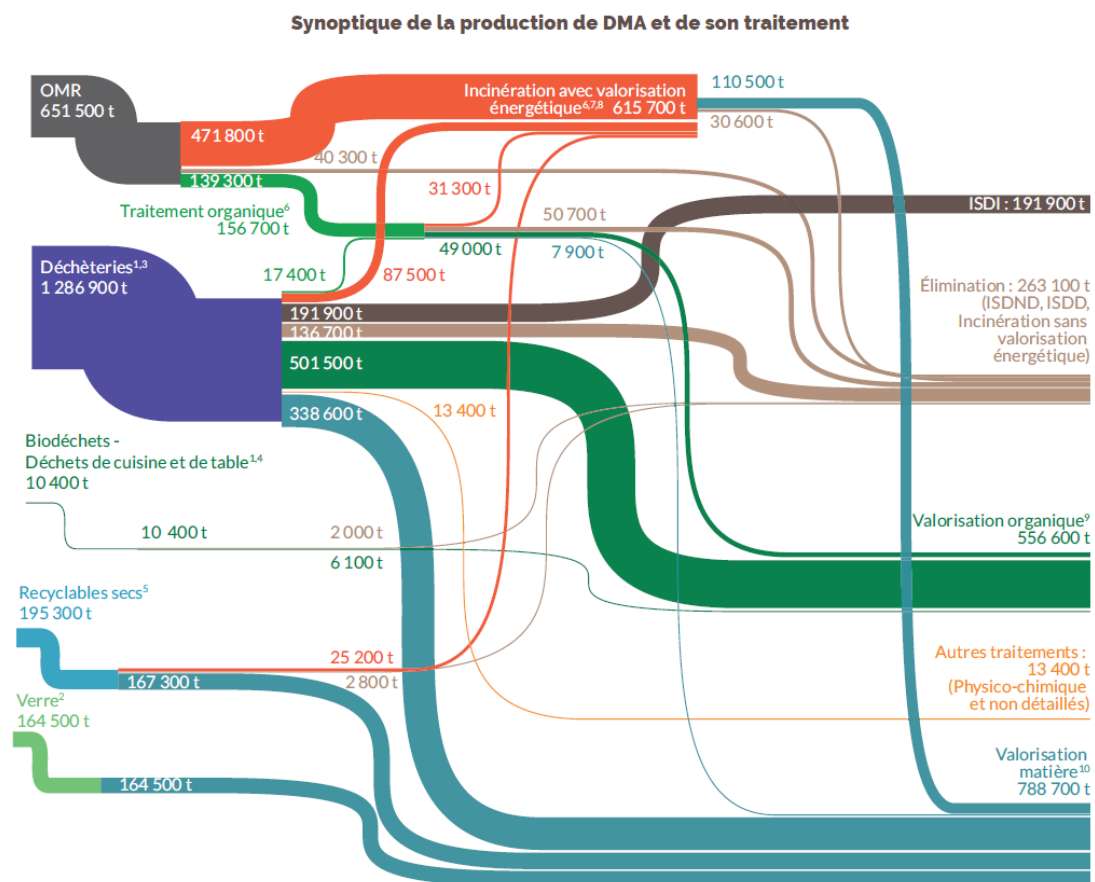 Synoptique de la production de DMA et de son traitement
OMR
651 500 t
471 800 t
139 300 t
40 300 t
Incinération avec valorisation
énergétique6,7,8 615 700 t
110 500 t
30 600 t
31 300 t
Traitement organique6
156 700 t
50 700 t
49 000 t
7 900 t
ISDI : 191 900 t
Déchèteries1,3
1 286 900 t
17 400 t
87 500 t
191 900 t
136 700 t
501 500 t
338 600 t
13 400 t
Élimination : 263 100 t
(ISDND, ISDD,
Incinération sans
valorisation
énergétique)
Biodéchets -
Déchets de cuisine et de table1,4
10 400 t
10 400 t
2 000 t
6 100 t
Valorisation organique9
556 600 t
Recyclables secs5
195 300 t
25 200 t
167 300 t
2 800 t
Autres traitements :
13 400 t
(Physico-chimique
et non détaillés)
Verre2
164 500 t
164 500 t
Valorisation
matière10
788 700 t